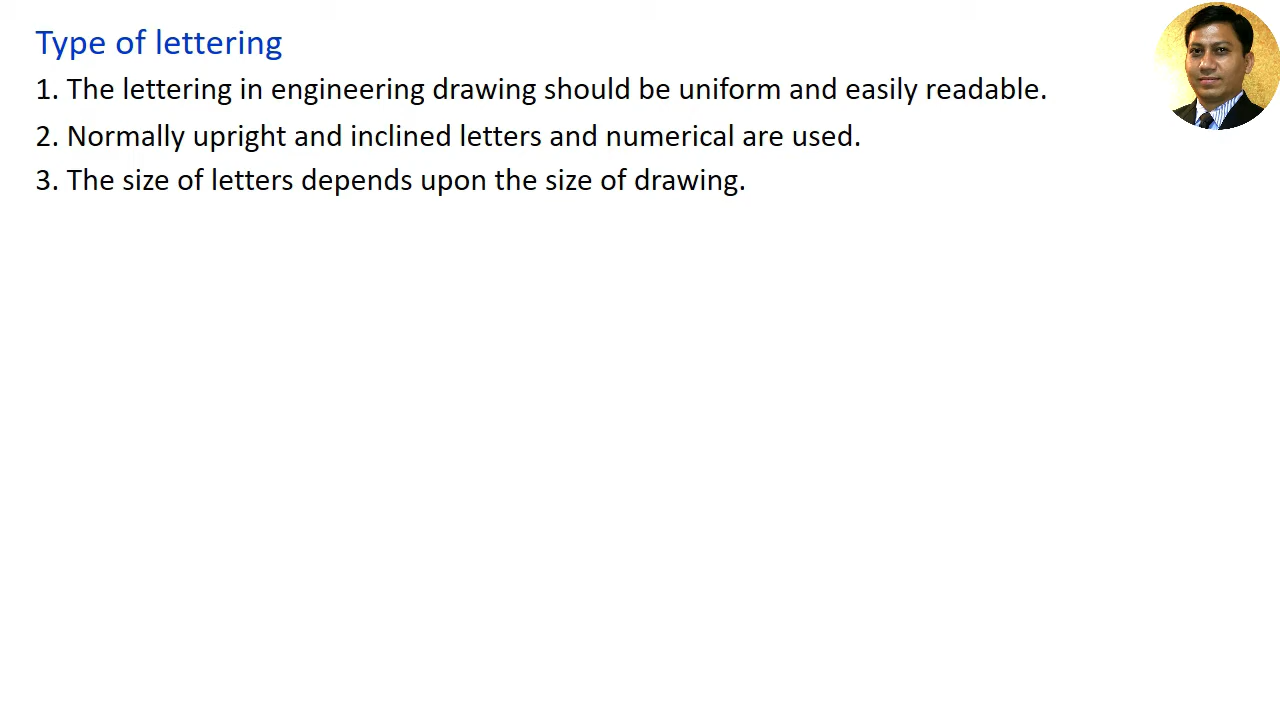 Type of lettering
1. The lettering in engineering drawing should be uniform and easily readable.
2. Normally upright and inclined letters and numerical are used.
3. The size of letters depends upon the size of drawing.